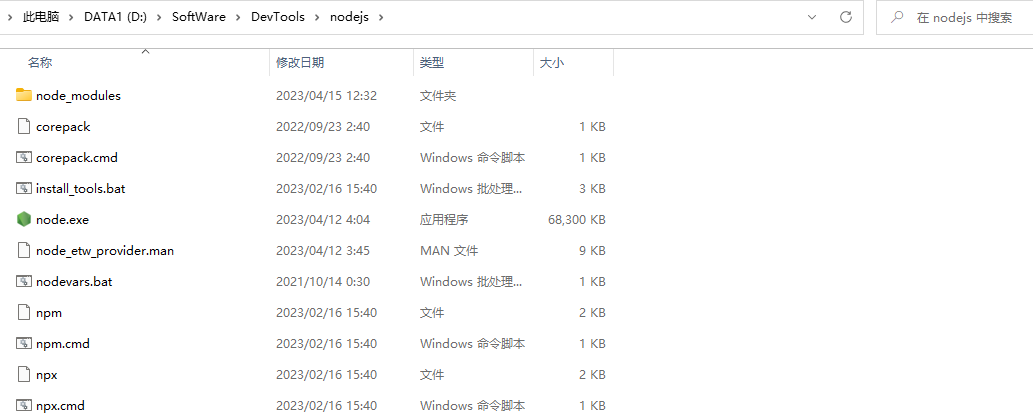 此电脑 > DATA1 (D:) > SoftWare > DevTools > nodejs > 在 nodejs 中搜索
名称 修改日期 类型 大小
node_modules 2023/04/15 12:32 文件夹
corepack 2022/09/23 2:40 文件 1 KB
corepack.cmd 2022/09/23 2:40 Windows 命令脚本 1 KB
install_tools.bat 2023/02/16 15:40 Windows 批处理... 3 KB
node.exe 2023/04/12 4:04 应用程序 68,300 KB
node_etw_provider.man 2023/04/12 3:45 MAN 文件 9 KB
nodevars.bat 2021/10/14 0:30 Windows 批处理... 1 KB
npm 2023/02/16 15:40 文件 2 KB
npm.cmd 2023/02/16 15:40 Windows 命令脚本 1 KB
npx 2023/02/16 15:40 文件 2 KB
npx.cmd 2023/02/16 15:40 Windows 命令脚本 1 KB